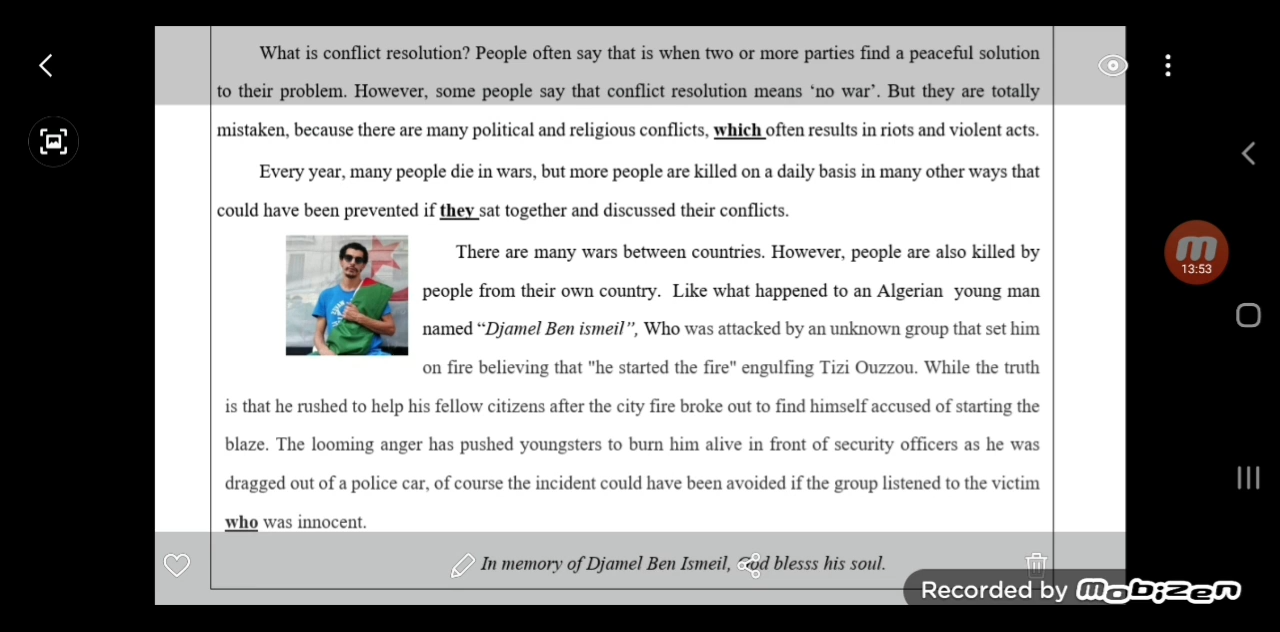 What is conflict resolution? People often say that is when two or more parties find a peaceful solution
to their problem. However, some people say that conflict resolution means ‘no war’. But they are totally
mistaken, because there are many political and religious conflicts, which often results in riots and violent acts.
Every year, many people die in wars, but more people are killed on a daily basis in many other ways that
could have been prevented if they sat together and discussed their conflicts.
There are many wars between countries. However, people are also killed by
people from their own country. Like what happened to an Algerian young man
named “Djamel Ben ismeil”, Who was attacked by an unknown group that set him
on fire believing that "he started the fire" engulfing Tizi Ouzzou. While the truth
is that he rushed to help his fellow citizens after the city fire broke out to find himself accused of starting the
blaze. The looming anger has pushed youngsters to burn him alive in front of security officers as he was
dragged out of a police car, of course the incident could have been avoided if the group listened to the victim
who was innocent.
In memory of Djamel Ben Ismeil, God blesss his soul.
13:53
Recorded by mobizen